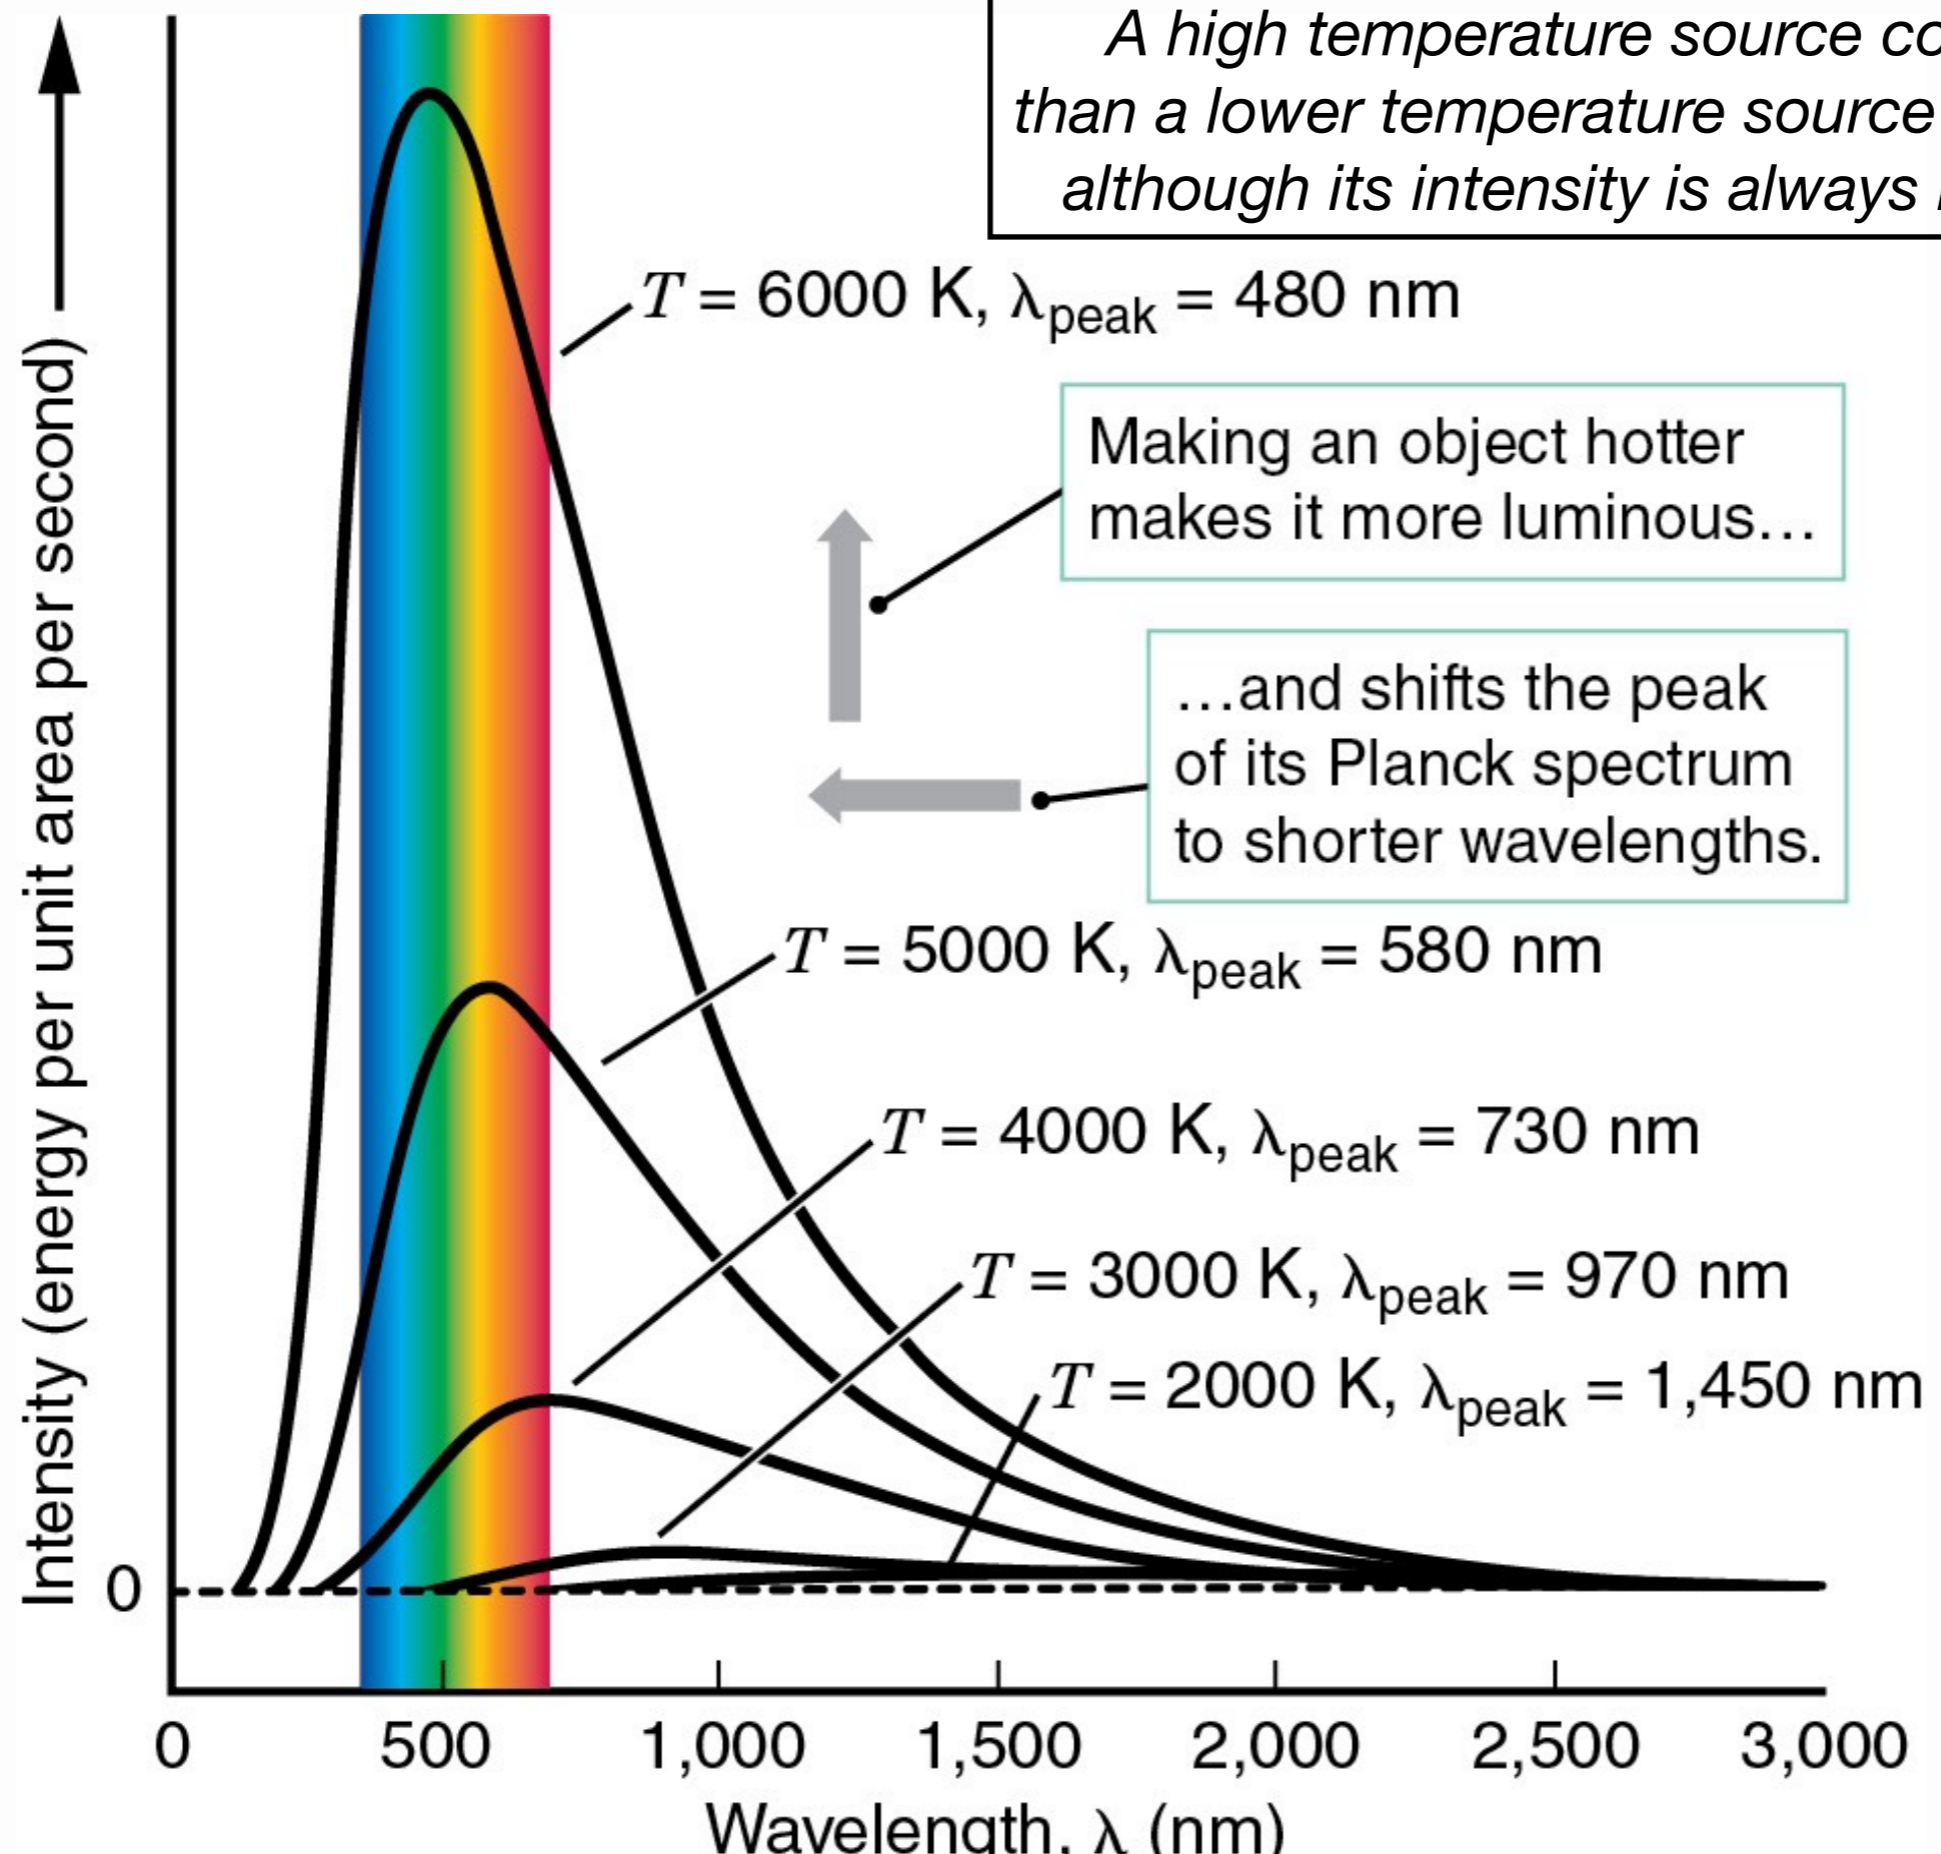 A high temperature source
than a lower temperature source
although its intensity is always
T = 6000 K, λpeak = 480 nm
Making an object hotter
makes it more luminous…
…and shifts the peak
of its Planck spectrum
to shorter wavelengths.
T = 5000 K, λpeak = 580 nm
T = 4000 K, λpeak = 730 nm
T = 3000 K, λpeak = 970 nm
T = 2000 K, λpeak = 1,450 nm
Intensity (energy per unit area per second)
0
0 500 1,000 1,500 2,000 2,500 3,000
Wavelength, λ (nm)